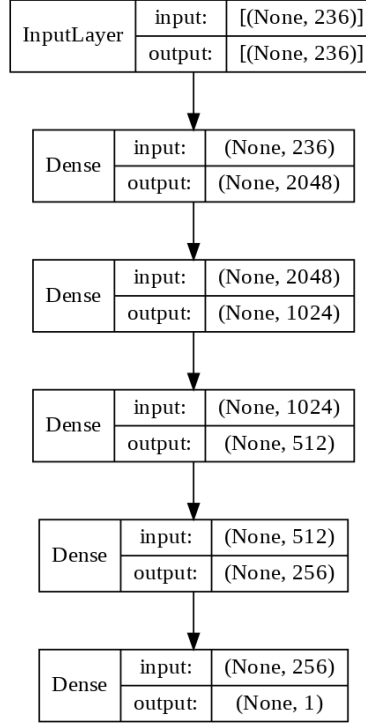 InputLayer input: [(None, 236)]
output: [(None, 236)]
Dense input: (None, 236)
output: (None, 2048)
Dense input: (None, 2048)
output: (None, 1024)
Dense input: (None, 1024)
output: (None, 512)
Dense input: (None, 512)
output: (None, 256)
Dense input: (None, 256)
output: (None, 1)